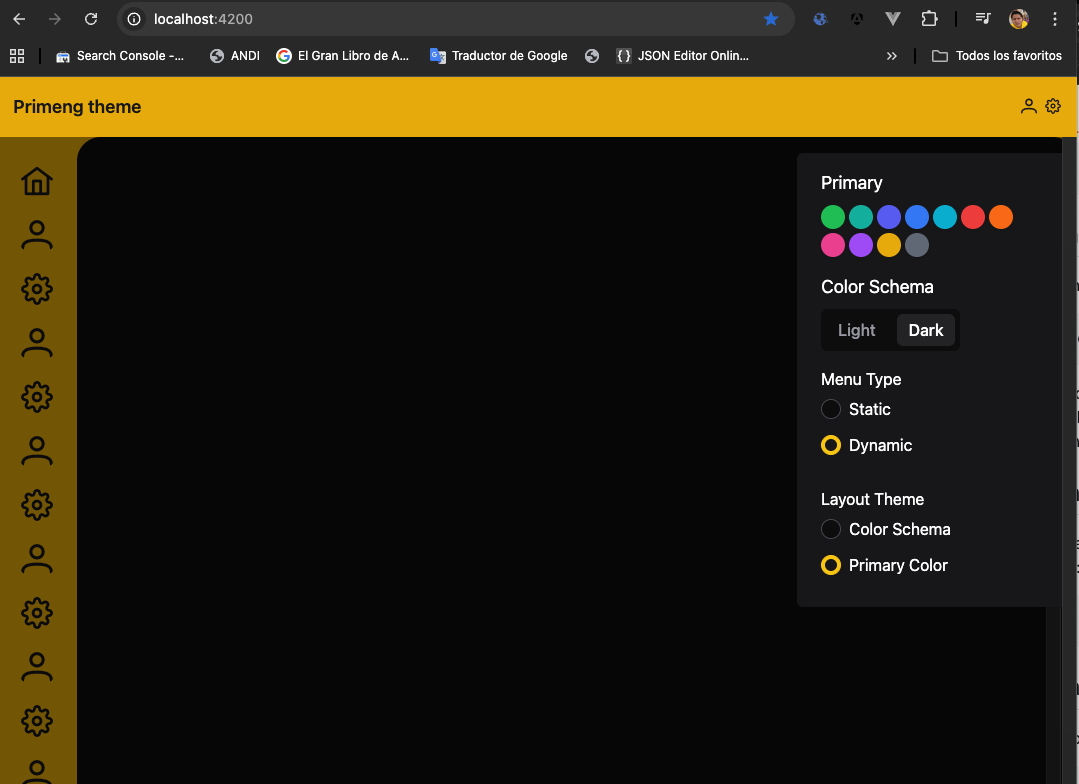 localhost:4200
Search Console -...
ANDI
El Gran Libro de A...
Traductor de Google
JSON Editor Onlin...
Todos los favoritos
Primeng theme
Primary
Color Schema
Light
Dark
Menu Type
Static
Dynamic
Layout Theme
Color Schema
Primary Color